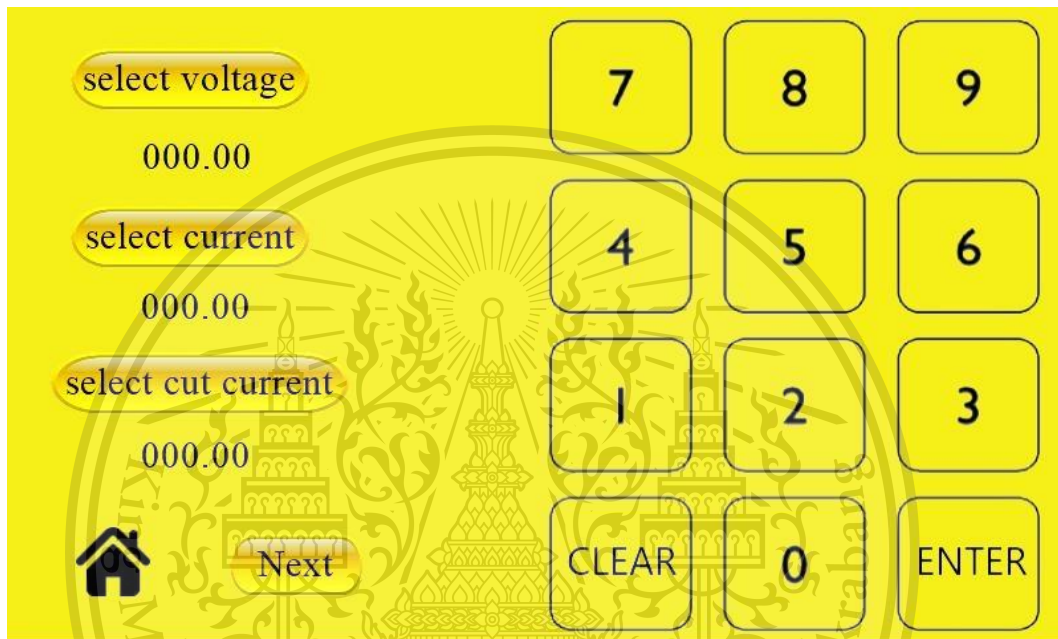 select voltage
000.00
select current
000.00
select cut current
000.00
Next
7 8 9
4 5 6
1 2 3
CLEAR 0 ENTER